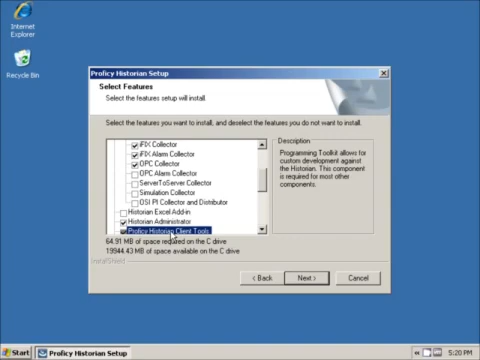 Internet
Explorer
Recycle Bin
Proficy Historian Setup
Select Features
Select the features setup will install.
Select the features you want to install, and deselect the features you do not want to install.
iFIX Collector
iFIX Alarm Collector
OPC Collector
OPC Alarm Collector
ServerToServer Collector
Simulation Collector
OSI PI Collector and Distributor
Historian Excel Add-in
Historian Administrator
Proficy Historian Client Tools
Description
Programming Toolkit allows for
custom development against
the Historian. This component
is required for most other
components.
64.91 MB of space required on the C drive
19944.43 MB of space available on the C drive
InstallShield
< Back
Next >
Cancel
Start
Proficy Historian Setup
5:20 PM